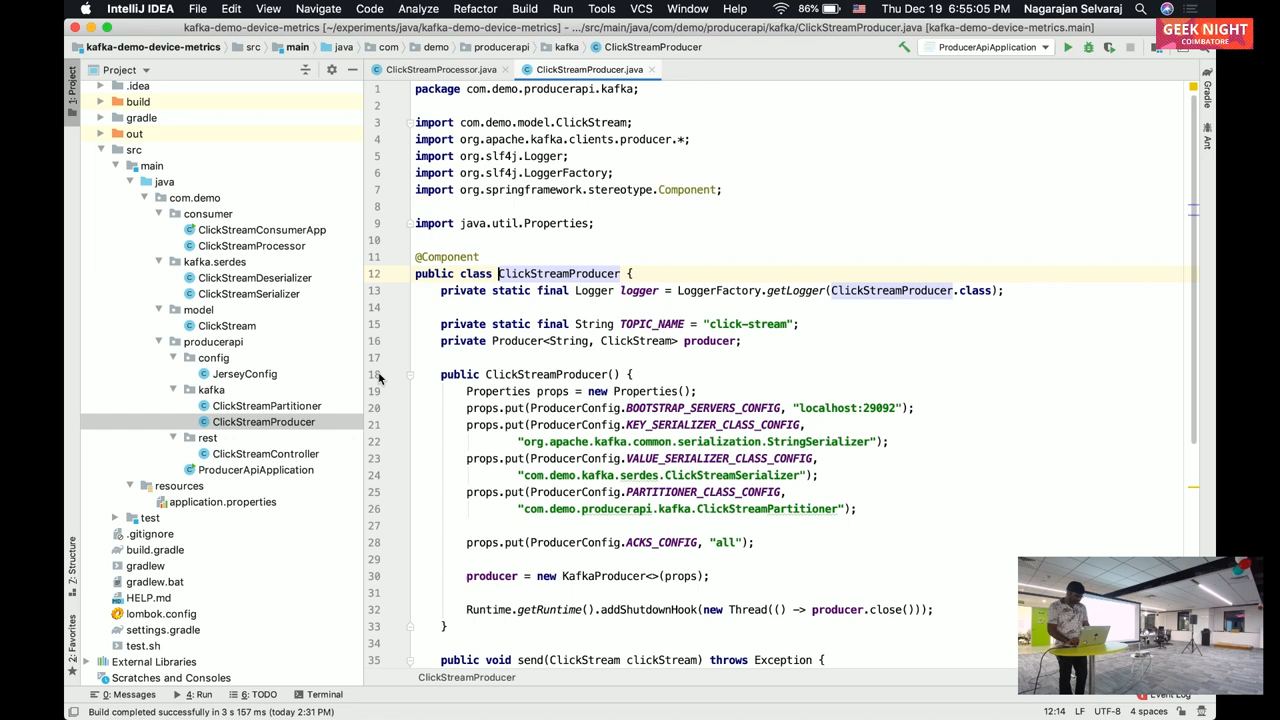 IntelliJ IDEA File Edit View Navigate Code Analyze Refactor Build Run Tools VCS Window Help 86% Thu Dec 19 6:55:05 PM Nagarajan Selvaraj
kafka-demo-device-metrics [~/experiments/java/kafka-demo-device-metrics] - .../src/main/java/com/demo/producerapi/kafka/ClickStreamProducer.java [kafka-demo-device-metrics.main]
GEEK NIGHT
COIMBATORE
kafka-demo-device-metrics src main java com demo producerapi kafka ClickStreamProducer ProducerApiApplication
Project
ClickStreamProcessor.java ClickStreamProducer.java
1: Project
Z: Structure
2: Favorites
Gradle
Ant
.idea
build
gradle
out
src
main
java
com.demo
consumer
ClickStreamConsumerApp
ClickStreamProcessor
kafka.serdes
ClickStreamDeserializer
ClickStreamSerializer
model
ClickStream
producerapi
config
JerseyConfig
kafka
ClickStreamPartitioner
ClickStreamProducer
rest
ClickStreamController
ProducerApiApplication
resources
application.properties
test
.gitignore
build.gradle
gradlew
gradlew.bat
HELP.md
lombok.config
settings.gradle
test.sh
External Libraries
Scratches and Consoles
1 package com.demo.producerapi.kafka;
2
3 import com.demo.model.ClickStream;
4 import org.apache.kafka.clients.producer.*;
5 import org.slf4j.Logger;
6 import org.slf4j.LoggerFactory;
7 import org.springframework.stereotype.Component;
8
9 import java.util.Properties;
10
11 @Component
12 public class ClickStreamProducer {
13 private static final Logger logger = LoggerFactory.getLogger(ClickStreamProducer.class);
14
15 private static final String TOPIC_NAME = "click-stream";
16 private Producer<String, ClickStream> producer;
17
18 public ClickStreamProducer() {
19 Properties props = new Properties();
20 props.put(ProducerConfig.BOOTSTRAP_SERVERS_CONFIG, "localhost:29092");
21 props.put(ProducerConfig.KEY_SERIALIZER_CLASS_CONFIG,
22 "org.apache.kafka.common.serialization.StringSerializer");
23 props.put(ProducerConfig.VALUE_SERIALIZER_CLASS_CONFIG,
24 "com.demo.kafka.serdes.ClickStreamSerializer");
25 props.put(ProducerConfig.PARTITIONER_CLASS_CONFIG,
26 "com.demo.producerapi.kafka.ClickStreamPartitioner");
27
28 props.put(ProducerConfig.ACKS_CONFIG, "all");
29
30 producer = new KafkaProducer<>(props);
31
32 Runtime.getRuntime().addShutdownHook(new Thread(() -> producer.close()));
33 }
34
35 public void send(ClickStream clickStream) throws Exception {
ClickStreamProducer
0: Messages 4: Run 6: TODO Terminal Event Log
Build completed successfully in 3 s 157 ms (today 2:31 PM) 12:14 LF UTF-8 4 spaces